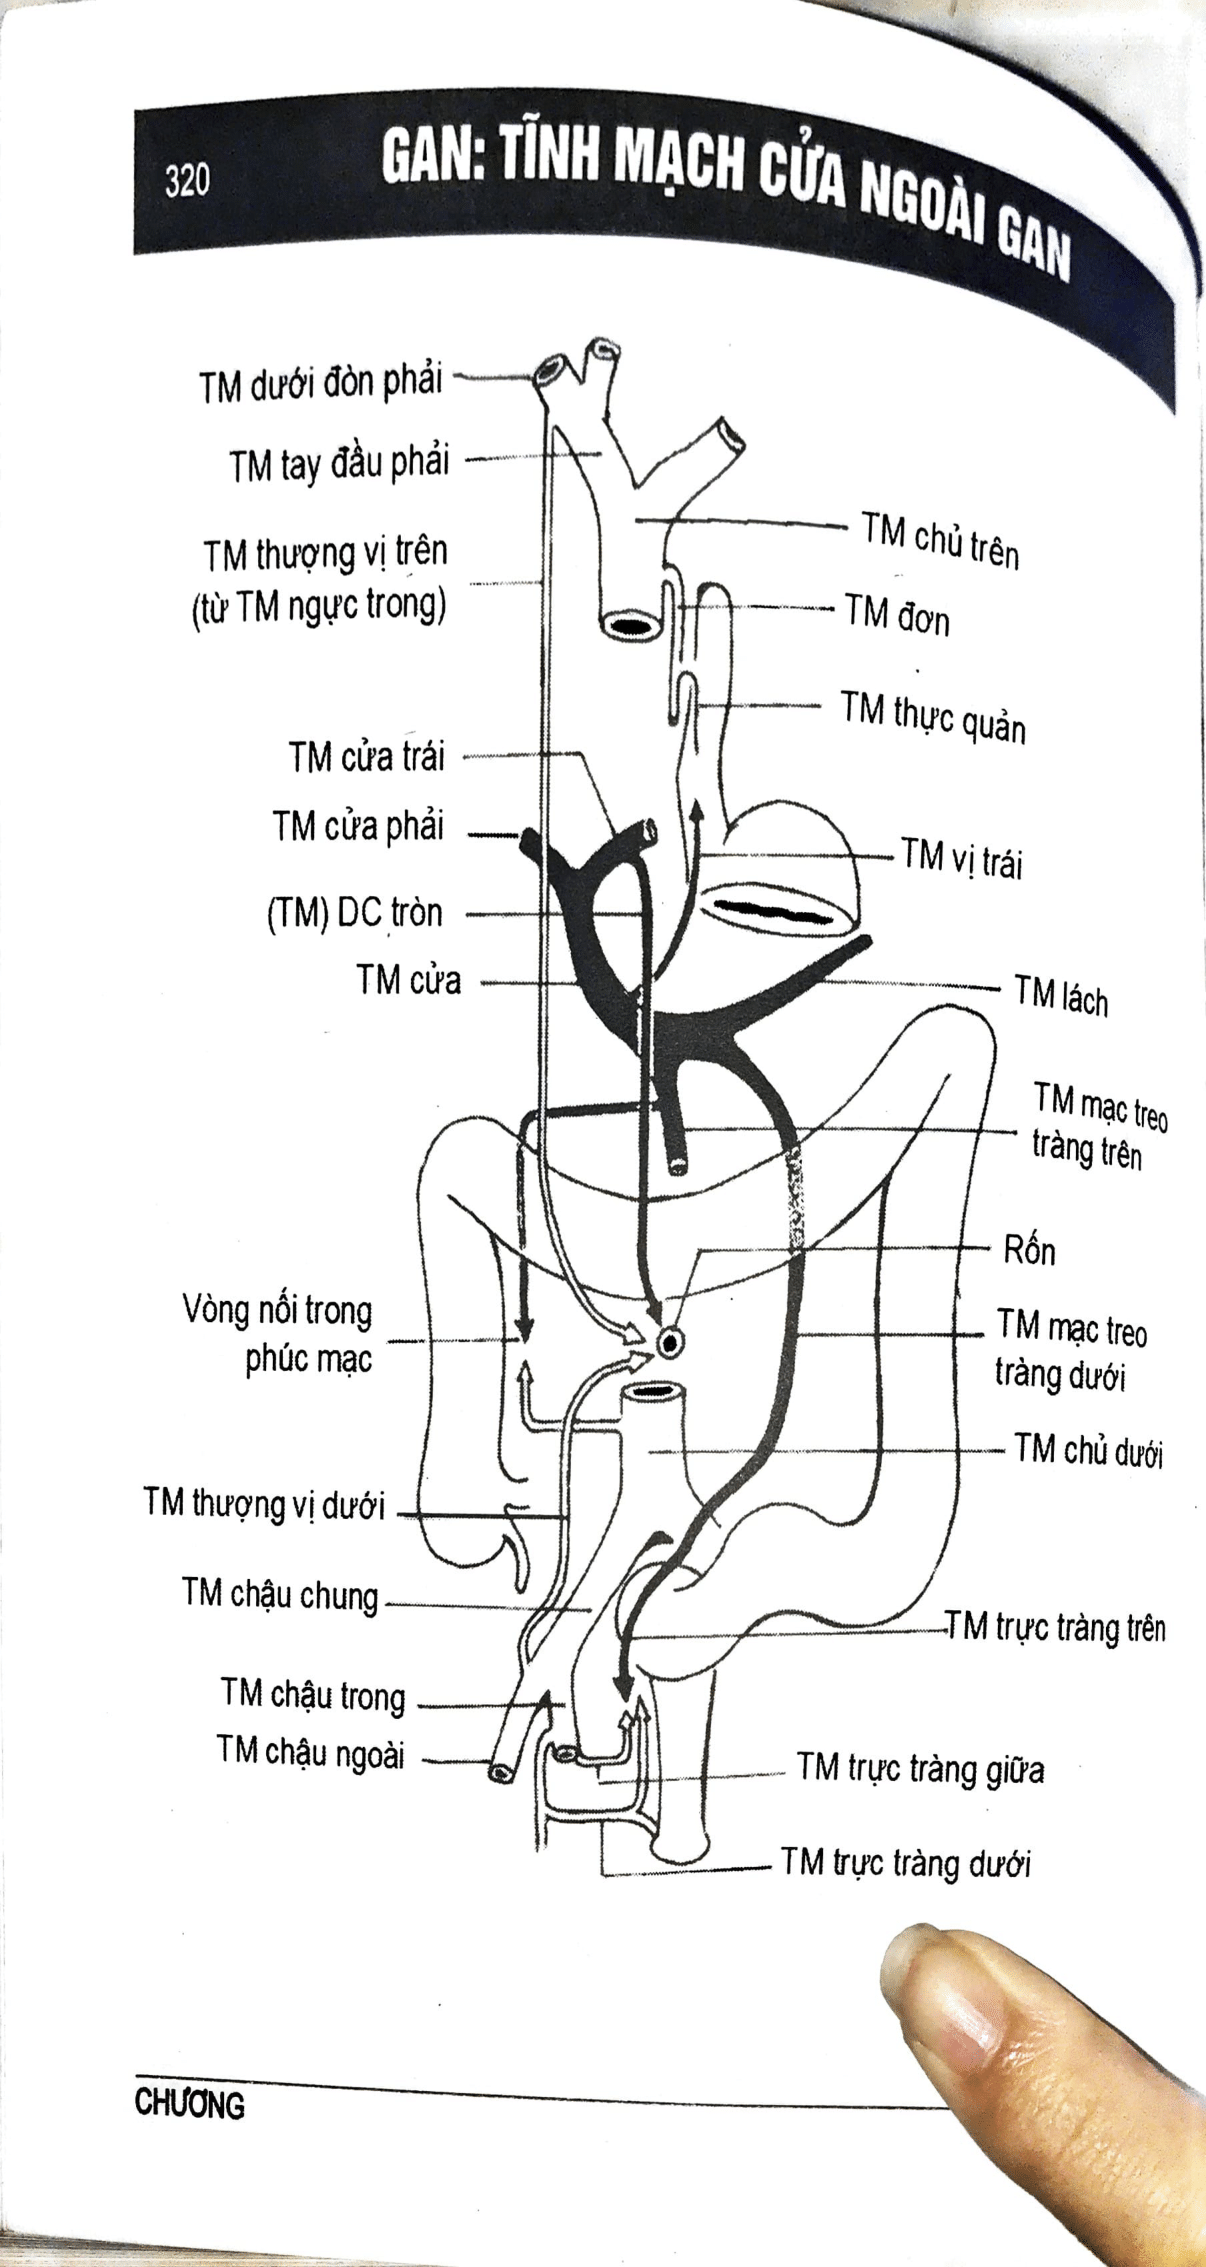 320
GAN: TĨNH MẠCH CỬA NGOÀI GAN
TM dưới đòn phải
TM tay đầu phải
TM thượng vị trên
(từ TM ngực trong)
TM cửa trái
TM cửa phải
(TM) DC tròn
TM cửa
Vòng nối trong
phúc mạc
TM thượng vị dưới
TM chậu chung
TM chậu trong
TM chậu ngoài
TM chủ trên
TM đơn
TM thực quản
TM vị trái
TM lách
TM mạc treo
tràng trên
Rốn
TM mạc treo
tràng dưới
TM chủ dưới
TM trực tràng trên
TM trực tràng giữa
TM trực tràng dưới
CHƯƠNG